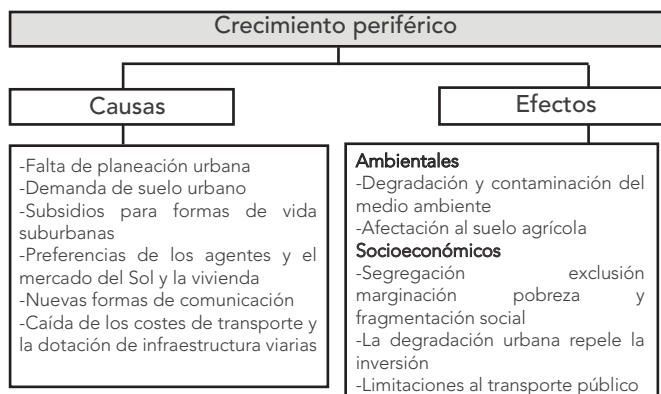 Crecimiento periférico
Causas
-Falta de planeación urbana
-Demanda de suelo urbano
-Subsidios para formas de vida
suburbanas
-Preferencias de los agentes y el
mercado del Sol y la vivienda
-Nuevas formas de comunicación
-Caída de los costes de transporte y
la dotación de infraestructura viarias
Efectos
Ambientales
-Degradación y contaminación del
medio ambiente
-Afectación al suelo agrícola
Socioeconómicos
-Segregación exclusión
marginación pobreza y
fragmentación social
-La degradación urbana repele la
inversión
-Limitaciones al transporte público